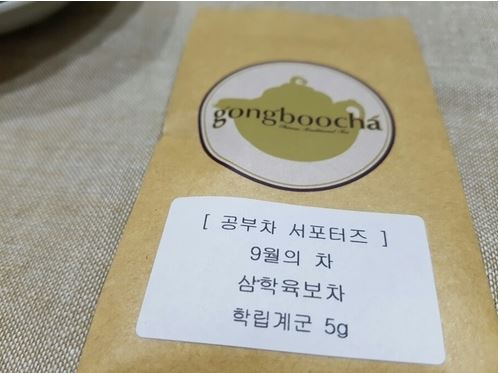 gongboocha
[ 공부차 서포터즈 ]
9월의 차
삼학육보차
학립계군 5g